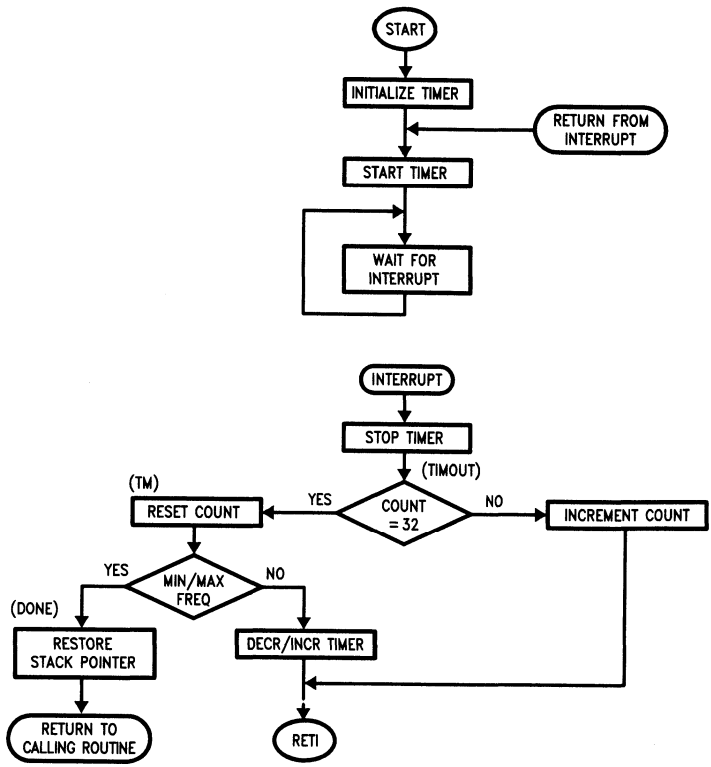 START
INITIALIZE TIMER
RETURN FROM
INTERRUPT
START TIMER
WAIT FOR
INTERRUPT
INTERRUPT
STOP TIMER
(TIMOUT)
(TM)
YES
COUNT
= 32
NO
RESET COUNT
INCREMENT COUNT
YES
MIN/MAX
FREQ
NO
(DONE)
RESTORE
STACK POINTER
DECR/INCR TIMER
RETURN TO
CALLING ROUTINE
RETI